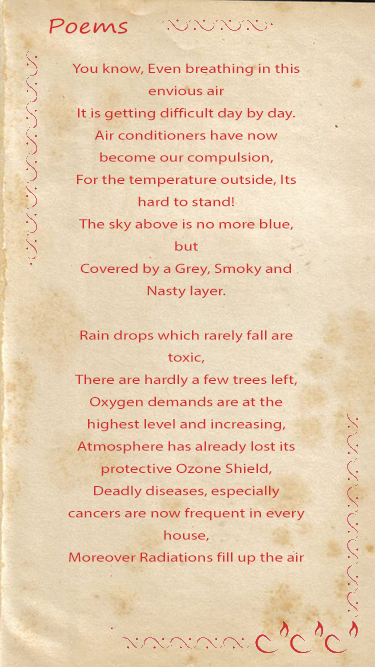 Poems
You know, Even breathing in this
envious air
It is getting difficult day by day.
Air conditioners have now
become our compulsion,
For the temperature outside, Its
hard to stand!
The sky above is no more blue,
but
Covered by a Grey, Smoky and
Nasty layer.
Rain drops which rarely fall are
toxic,
There are hardly a few trees left,
Oxygen demands are at the
highest level and increasing,
Atmosphere has already lost its
protective Ozone Shield,
Deadly diseases, especially
cancers are now frequent in every
house,
Moreover Radiations fill up the air